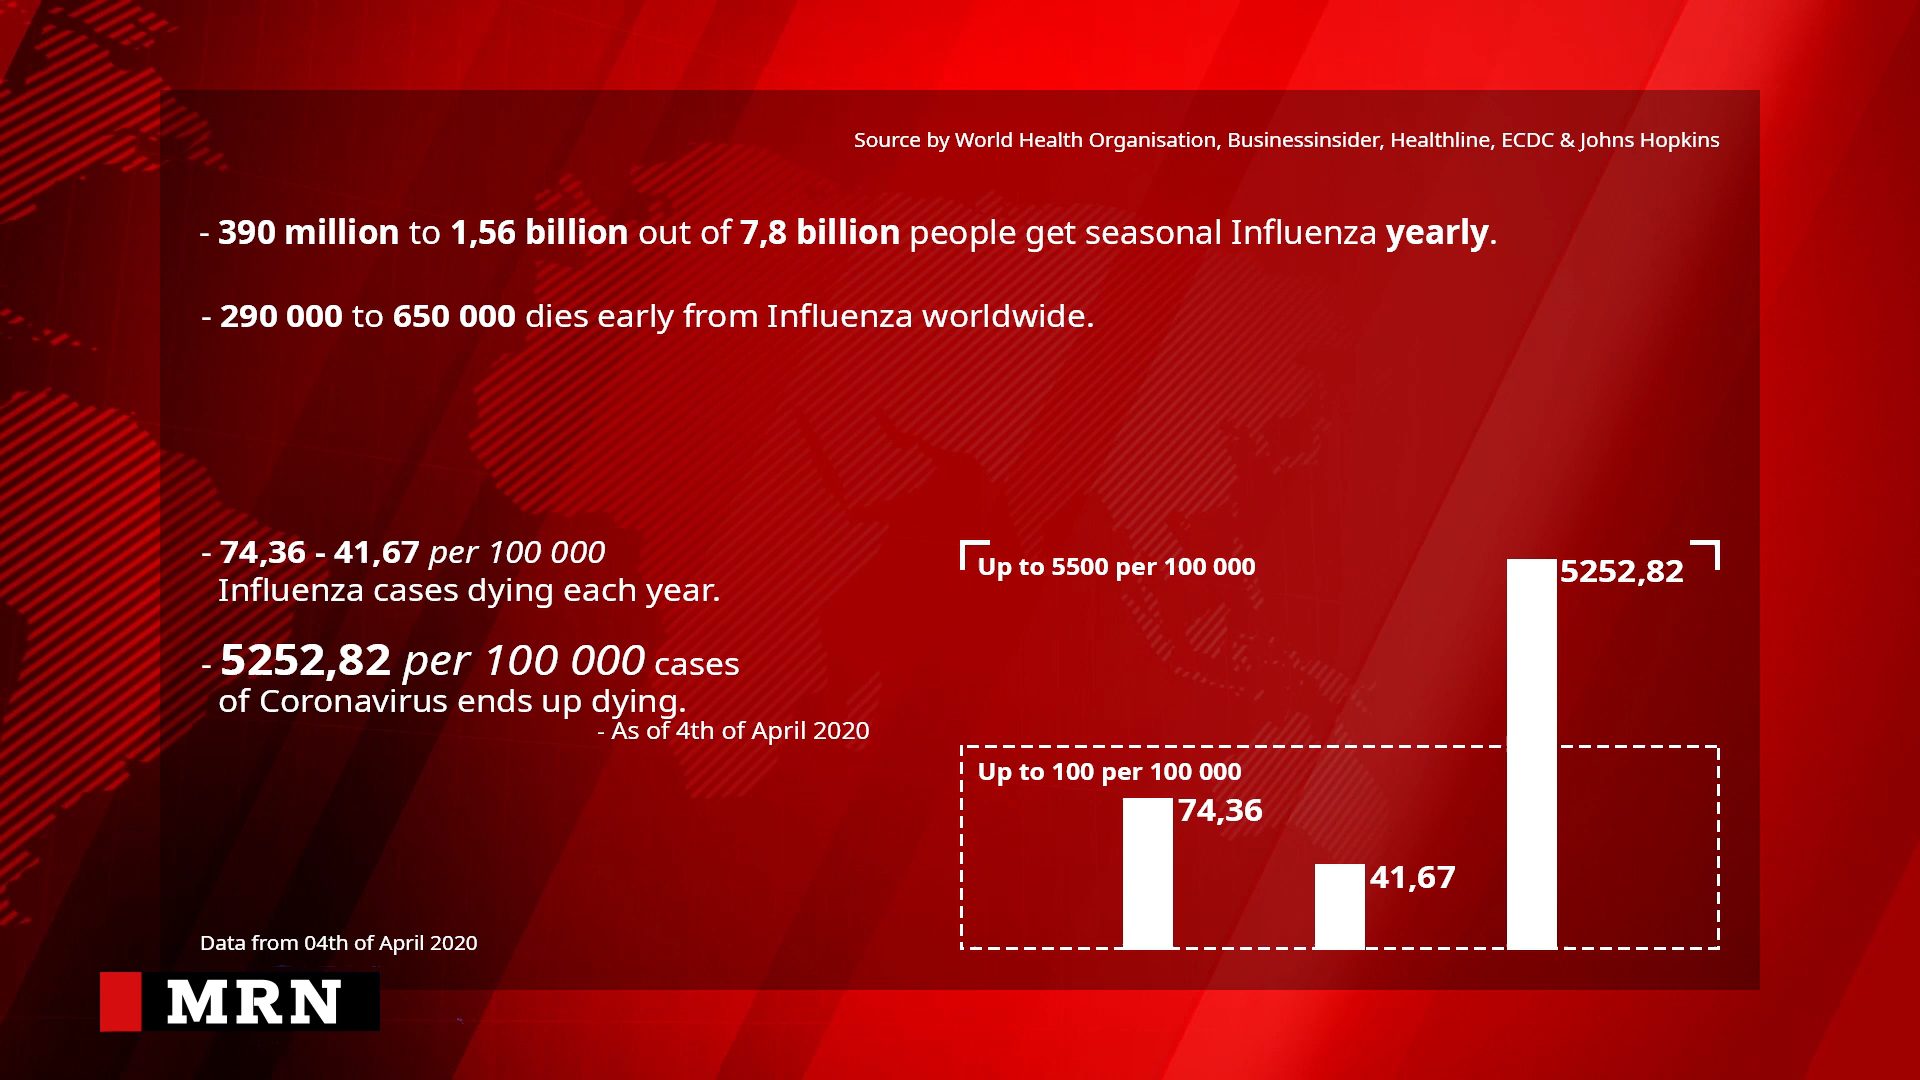 Source by World Health Organisation, Businessinsider, Healthline, ECDC & Johns Hopkins
- 390 million to 1,56 billion out of 7,8 billion people get seasonal Influenza yearly.
- 290 000 to 650 000 dies early from Influenza worldwide.
- 74,36 - 41,67 per 100 000
Influenza cases dying each year.
- 5252,82 per 100 000 cases
of Coronavirus ends up dying.
- As of 4th of April 2020
Up to 5500 per 100 000
5252,82
Up to 100 per 100 000
74,36
41,67
Data from 04th of April 2020
MRN